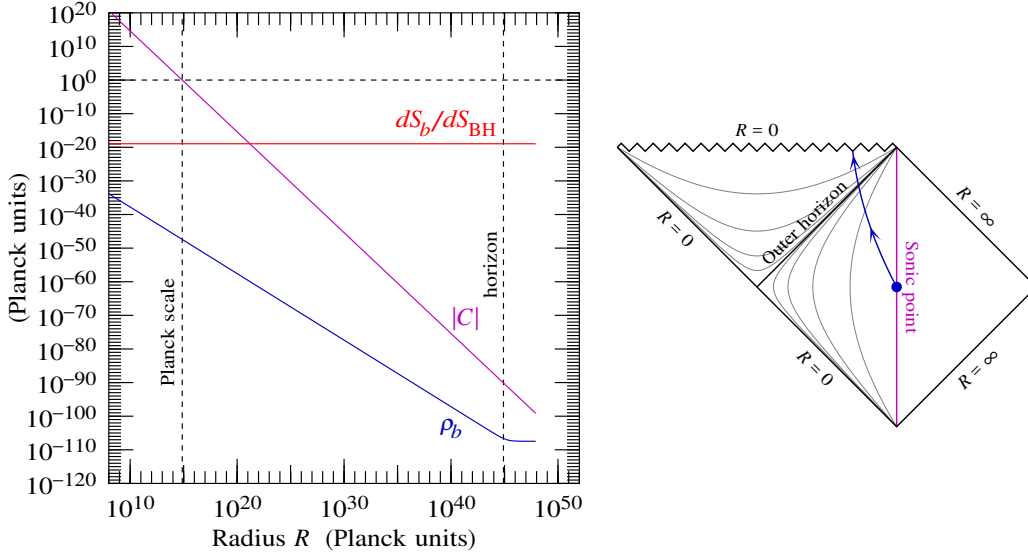 10^20
10^10
10^0
10^−10
10^−20
10^−30
10^−40
10^−50
10^−60
10^−70
10^−80
10^−90
10^−100
10^−110
10^−120
(Planck units)
dS_b/dS_BH
|C|
ρ_b
Planck scale
horizon
10^10
10^20
10^30
10^40
10^50
Radius R (Planck units)
R = 0
R = 0
Outer horizon
R = 0
Sonic point
R = ∞
R = ∞